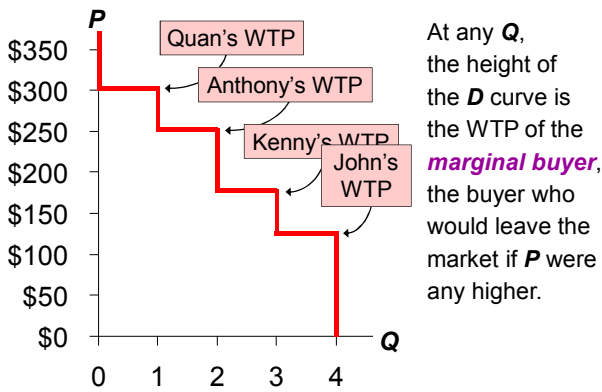 P
$350
$300
$250
$200
$150
$100
$50
$0
0 1 2 3 4
Q
Quan's WTP
Anthony's WTP
Kenny's WTP
John's
WTP
At any Q,
the height of
the D curve is
the WTP of the
marginal buyer,
the buyer who
would leave the
market if P were
any higher.